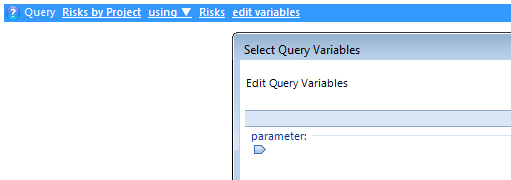 ? Query Risks by Project using ▼ Risks edit variables
Select Query Variables
Edit Query Variables
parameter: